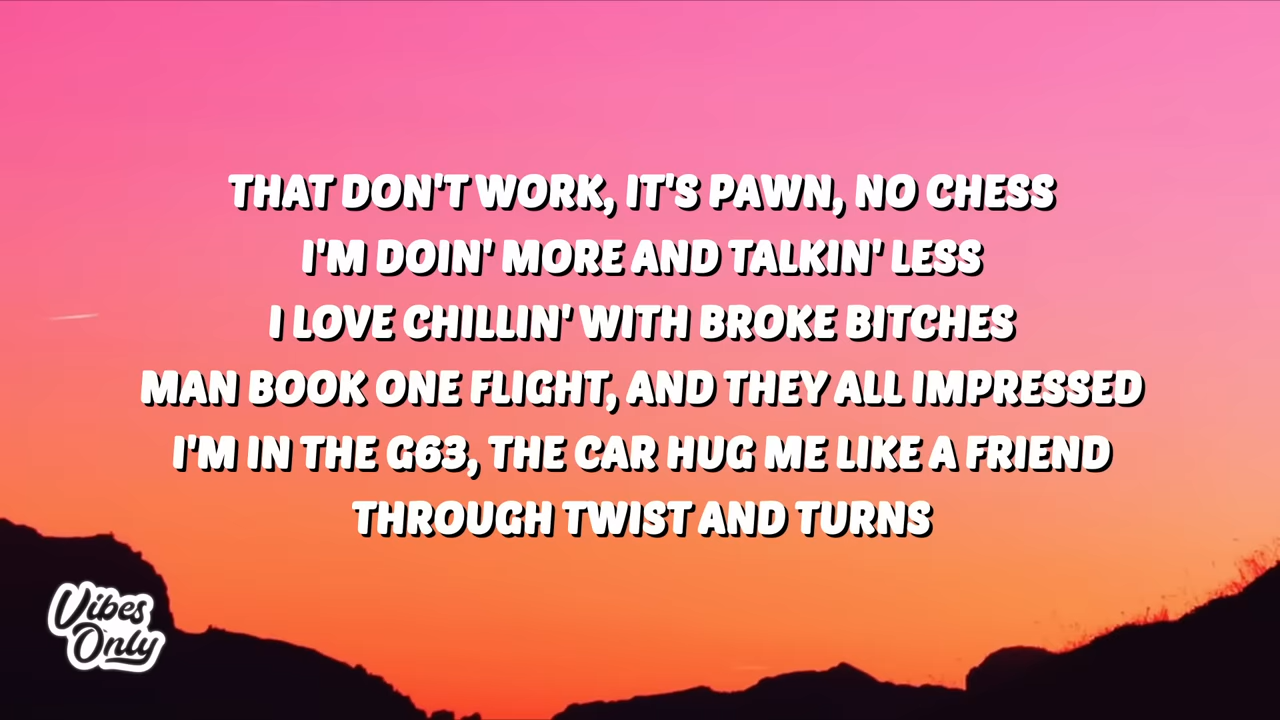 THAT DON'T WORK, IT'S PAWN, NO CHESS
I'M DOIN' MORE AND TALKIN' LESS
I LOVE CHILLIN' WITH BROKE BITCHES
MAN BOOK ONE FLIGHT, AND THEY ALL IMPRESSED
I'M IN THE G63, THE CAR HUG ME LIKE A FRIEND
THROUGH TWIST AND TURNS
Vibes
Only